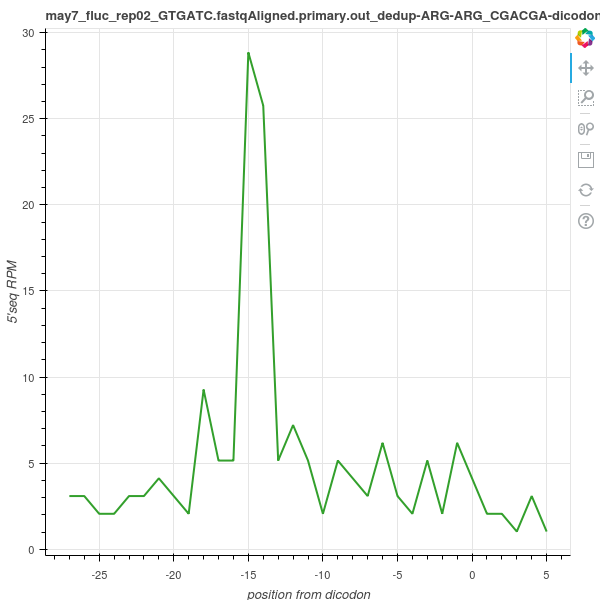 may7_fluc_rep02_GTGATC.fastqAligned.primary.out_dedup-ARG-ARG_CGACGA-dicodon
30
25
20
15
10
5
0
5'seq RPM
-25 -20 -15 -10 -5 0 5
position from dicodon